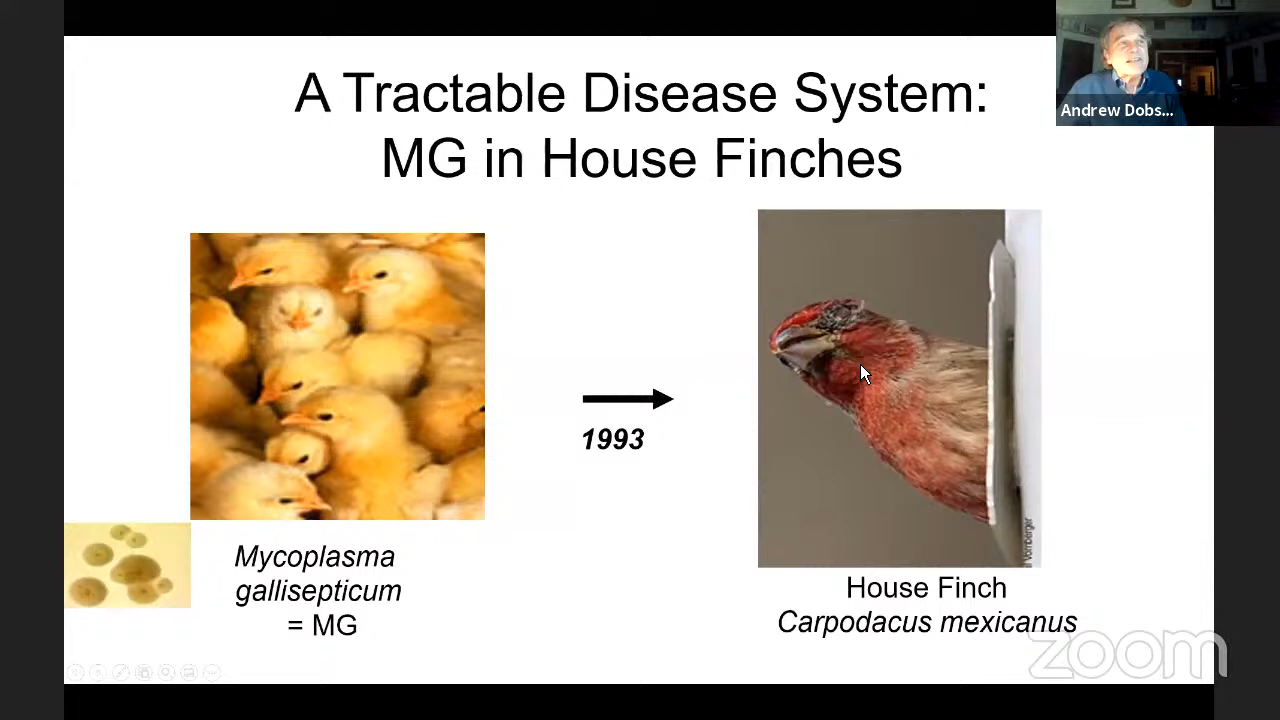 A Tractable Disease System:
MG in House Finches
Andrew Dobs...
1993
Mycoplasma
gallisepticum
= MG
House Finch
Carpodacus mexicanus
zoom